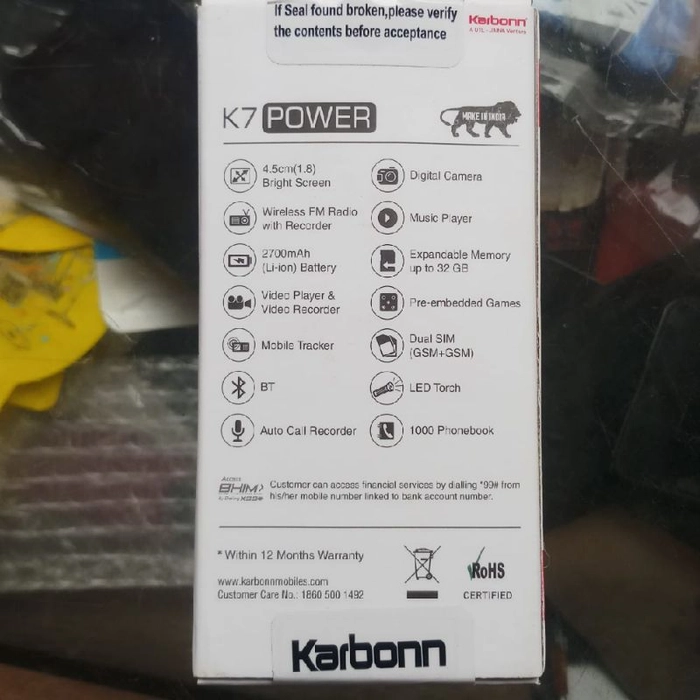 If Seal found broken,please verify
the contents before acceptance
Karbonn
K7 POWER
MAKE IN INDIA
4.5cm(1.8)
Bright Screen
Digital Camera
Wireless FM Radio
with Recorder
Music Player
2700mAh
(Li-ion) Battery
Expandable Memory
up to 32 GB
Video Player &
Video Recorder
Pre-embedded Games
Mobile Tracker
Dual SIM
(GSM+GSM)
BT
LED Torch
Auto Call Recorder
1000 Phonebook
Access
BHIM
Customer can access financial services by dialling *99# from
his/her mobile number linked to bank account number.
* Within 12 Months Warranty
www.karbonnmobiles.com
Customer Care No.: 1860 500 1492
RoHS
CERTIFIED
Karbonn